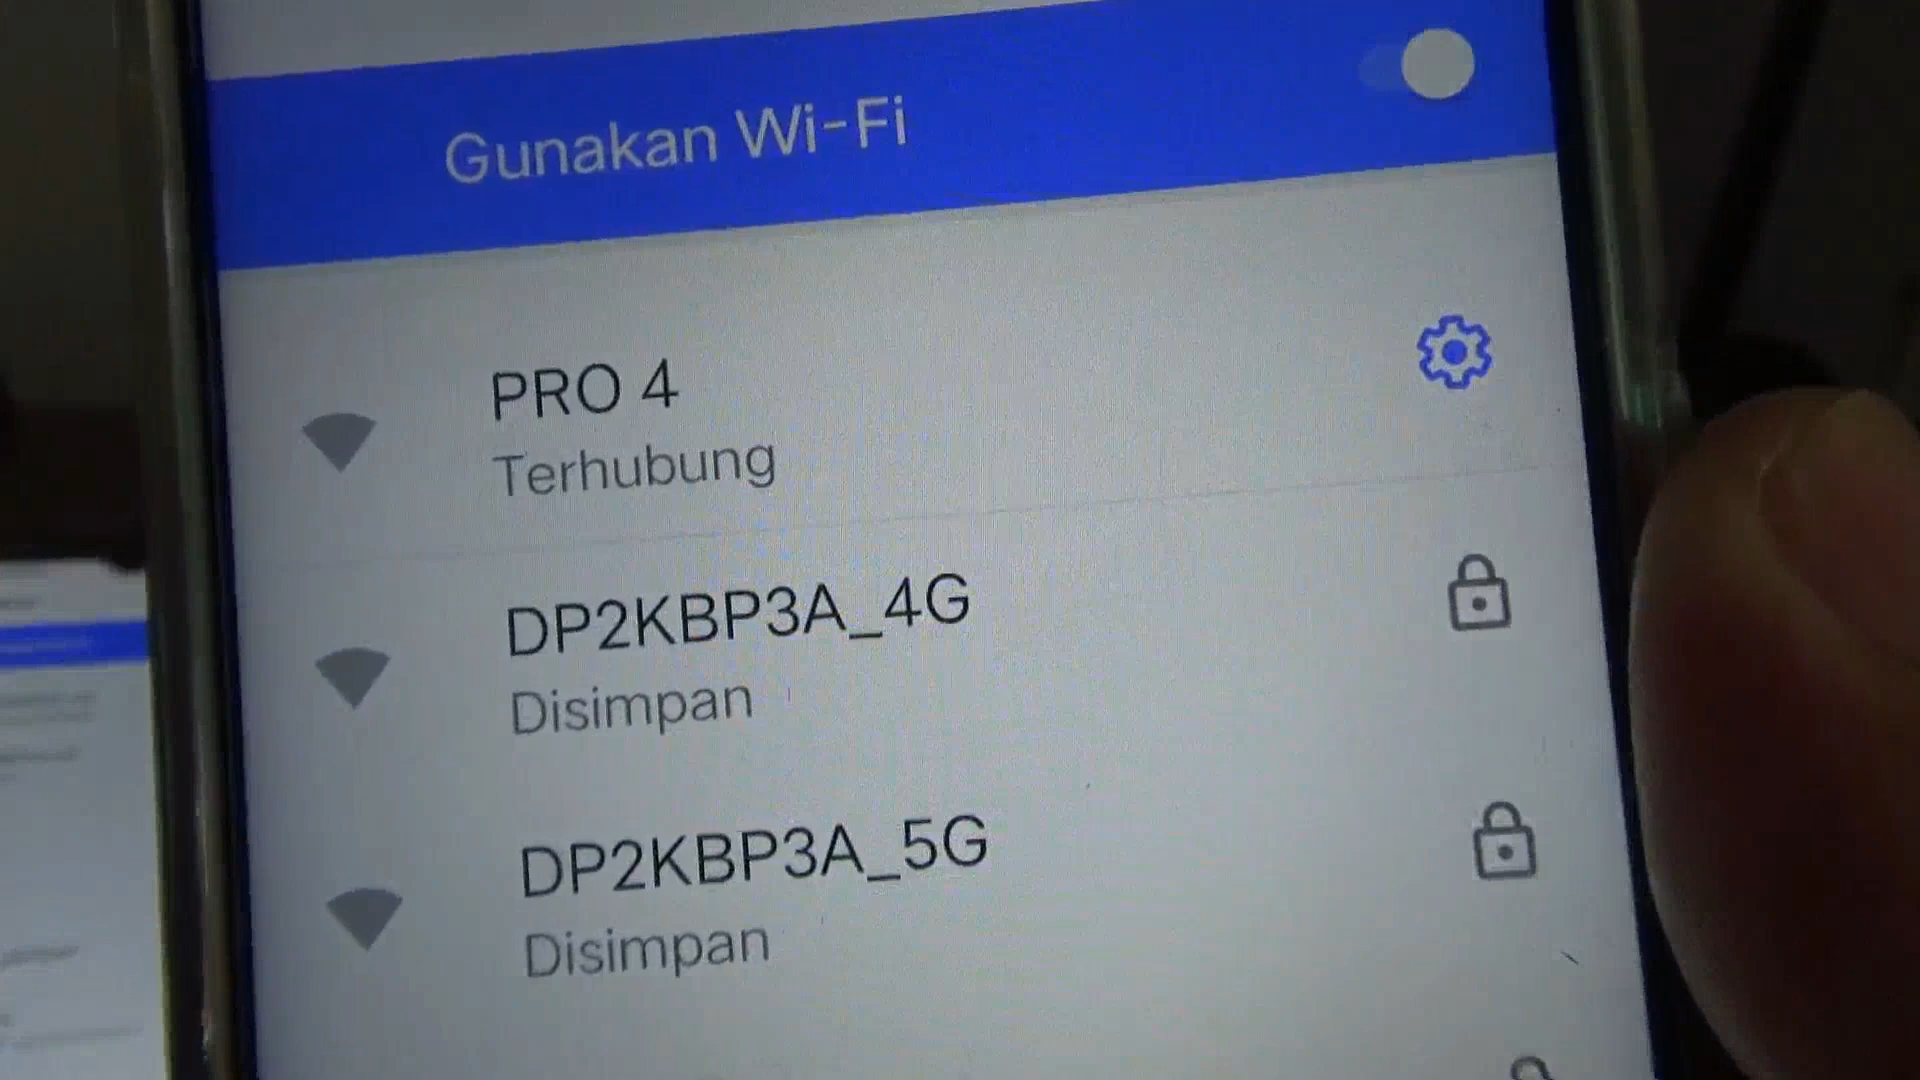 Gunakan Wi-Fi
PRO 4
Terhubung
DP2KBP3A_4G
Disimpan
DP2KBP3A_5G
Disimpan